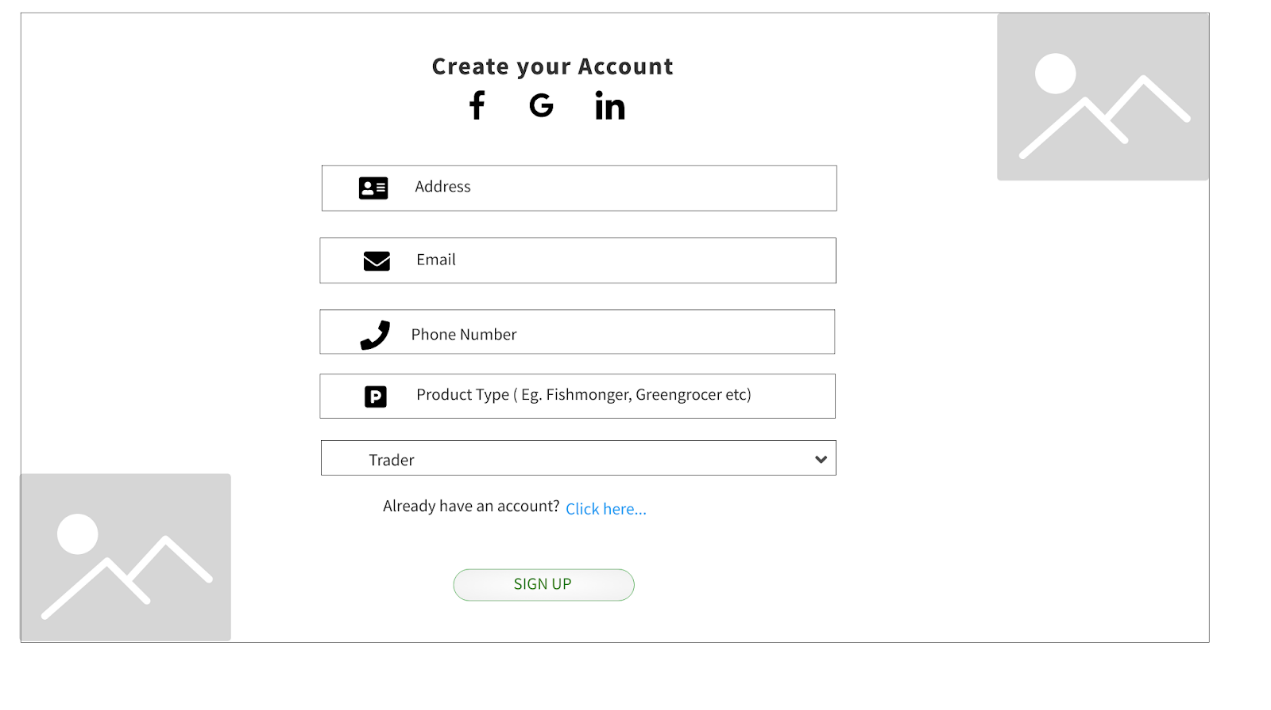 Create your Account
f G in
Address
Email
Phone Number
P Product Type ( Eg. Fishmonger, Greengrocer etc)
Trader
Already have an account? Click here...
SIGN UP